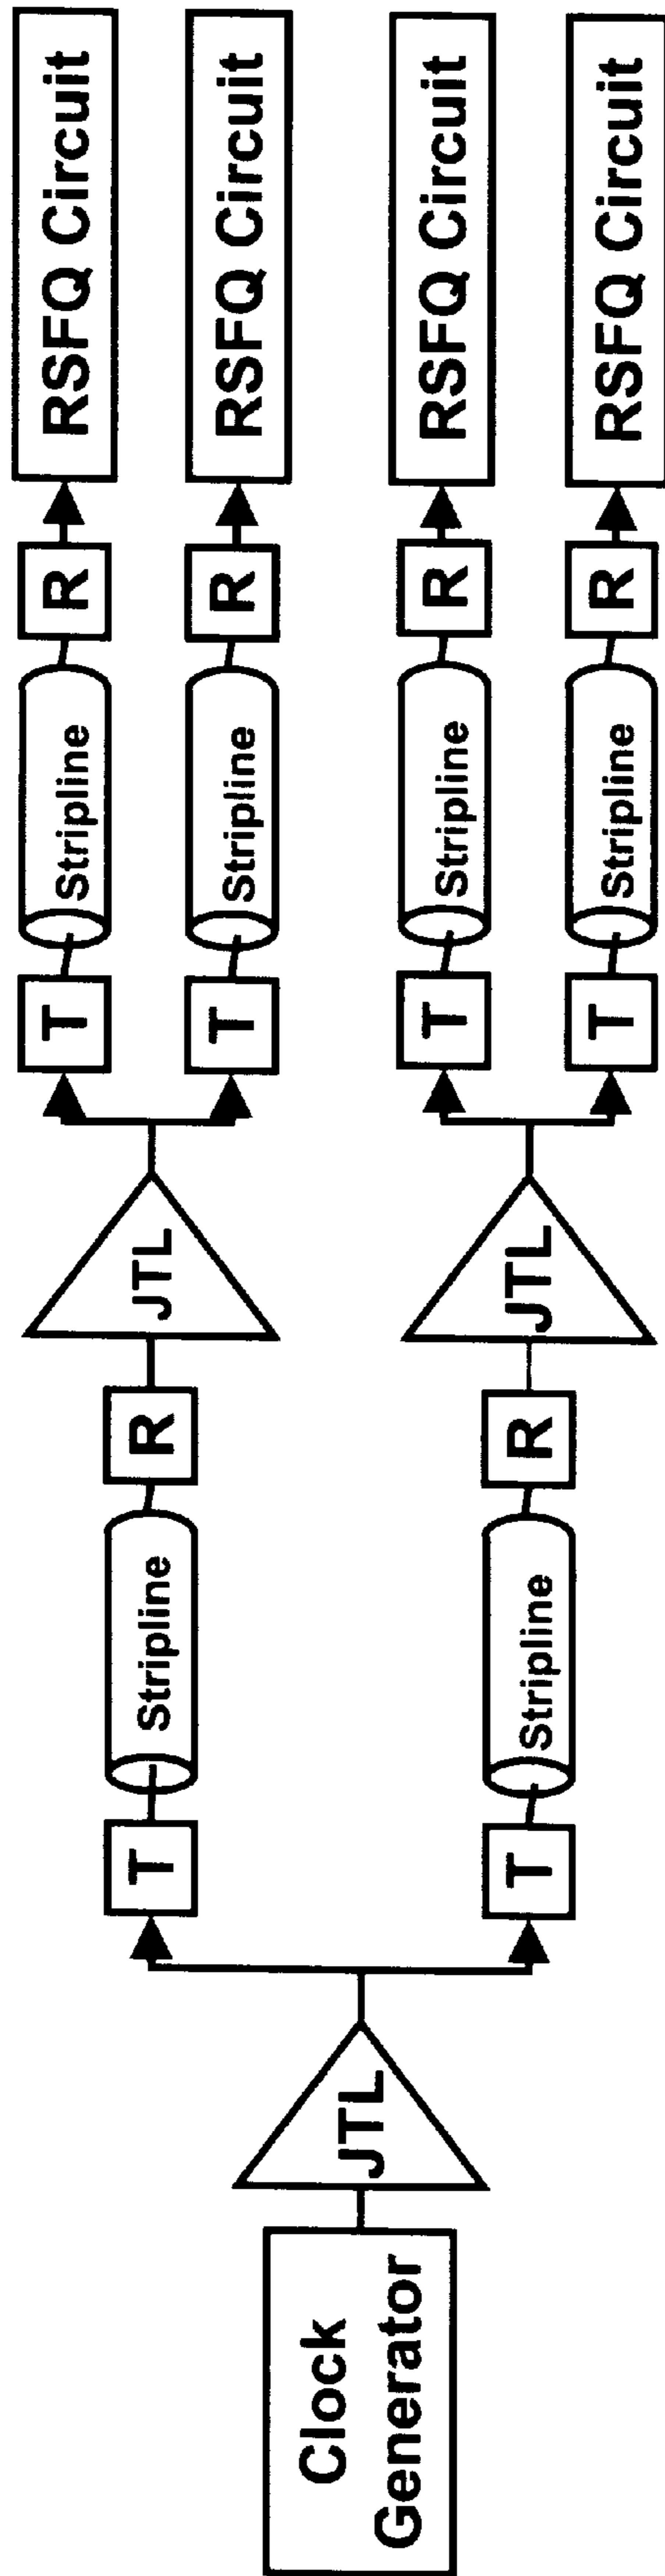 Clock
Generator
JTL
T
Stripline
R
JTL
T
Stripline
R
RSFQ Circuit
T
Stripline
R
RSFQ Circuit
T
Stripline
R
JTL
T
Stripline
R
RSFQ Circuit
T
Stripline
R
RSFQ Circuit